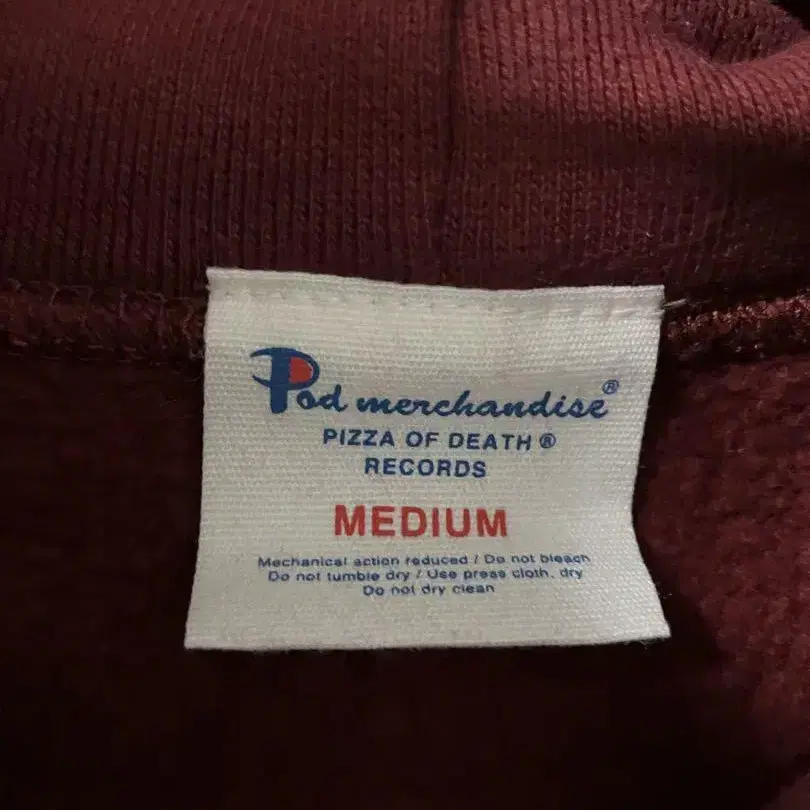 Pod merchandise®
PIZZA OF DEATH®
RECORDS
MEDIUM
Mechanical action reduced / Do not bleach
Do not tumble dry / Use press cloth, dry
Do not dry clean